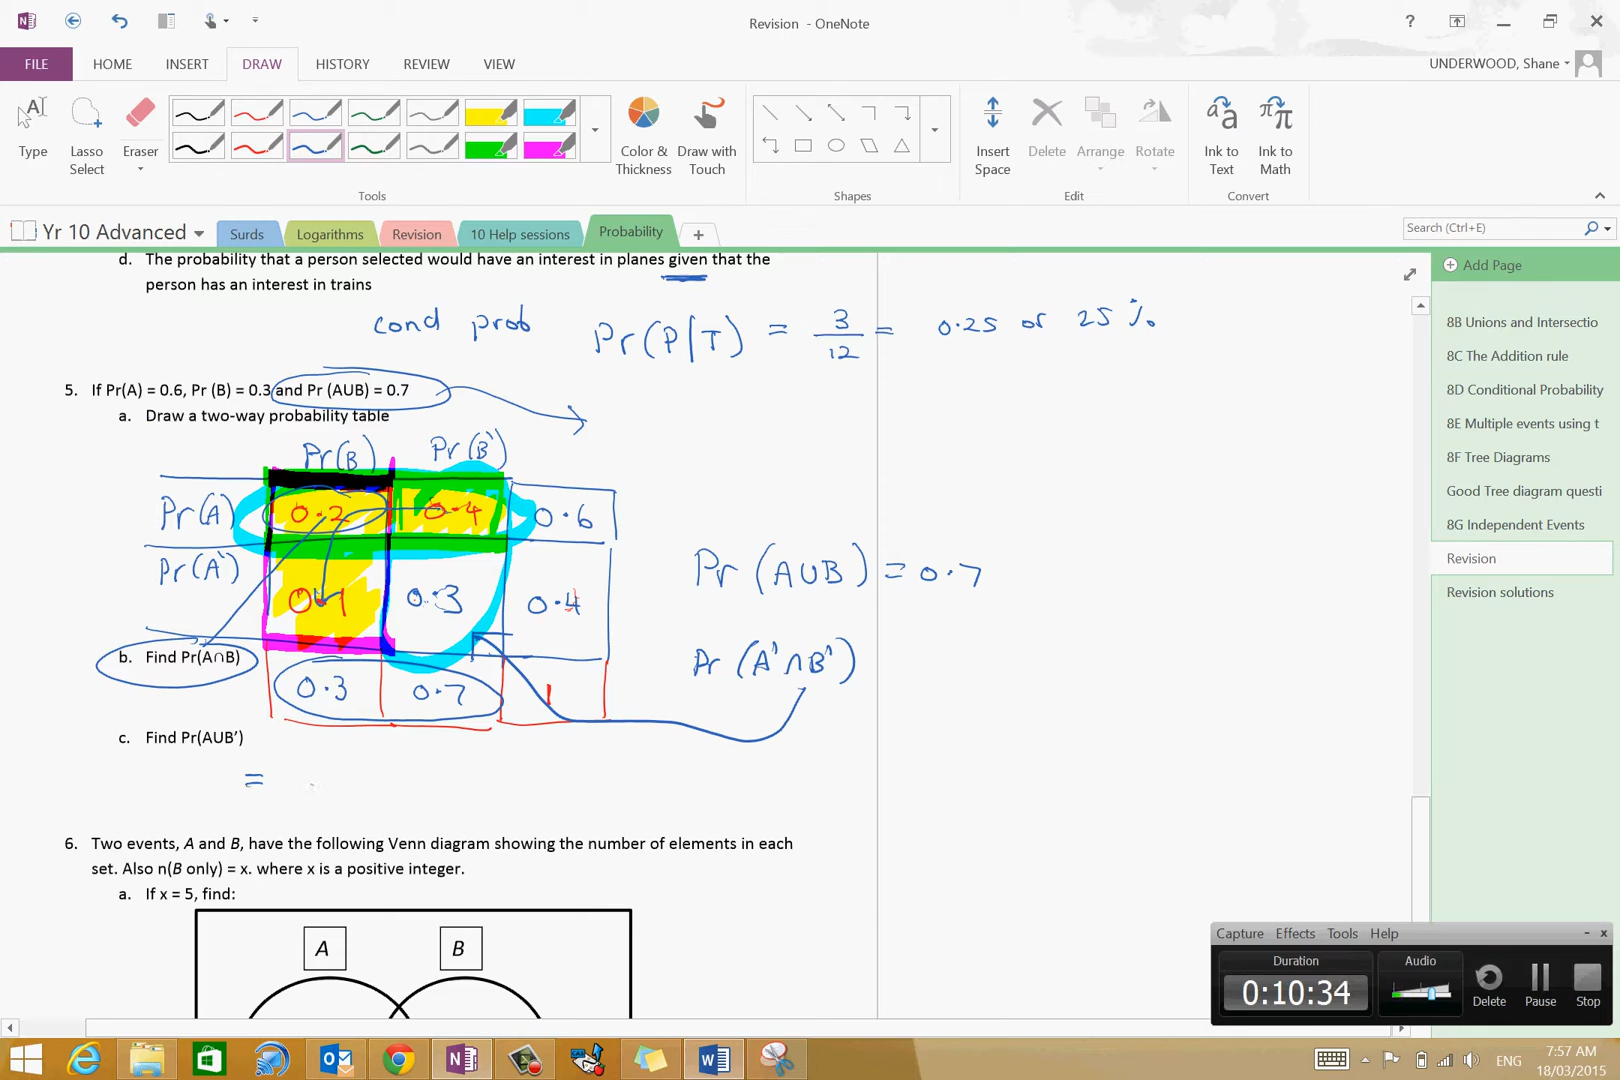 Revision - OneNote
FILE HOME INSERT DRAW HISTORY REVIEW VIEW
UNDERWOOD, Shane
Type
Lasso Select
Eraser
Color & Thickness
Draw with Touch
Insert Space
Delete
Arrange
Rotate
Ink to Text
Ink to Math
Tools
Shapes
Edit
Convert
Yr 10 Advanced
Surds
Logarithms
Revision
10 Help sessions
Probability
Search (Ctrl+E)
d. The probability that a person selected would have an interest in planes given that the
person has an interest in trains
cond prob Pr(P|T) = 3/12 = 0.25 or 25 %
5. If Pr(A) = 0.6, Pr (B) = 0.3 and Pr (AUB) = 0.7
a. Draw a two-way probability table
Pr(B) Pr(B')
Pr(A) 0.2 0.4 0.6
Pr(A') 0.1 0.3 0.4
0.3 0.7 1
Pr (AUB) = 0.7
Pr (A'∩B')
b. Find Pr(A∩B)
c. Find Pr(AUB')
=
6. Two events, A and B, have the following Venn diagram showing the number of elements in each
set. Also n(B only) = x. where x is a positive integer.
a. If x = 5, find:
A B
Add Page
8B Unions and Intersectio
8C The Addition rule
8D Conditional Probability
8E Multiple events using t
8F Tree Diagrams
Good Tree diagram questi
8G Independent Events
Revision
Revision solutions
Capture Effects Tools Help
Duration
0:10:34
Audio
Delete
Pause
Stop
ENG
7:57 AM
18/03/2015